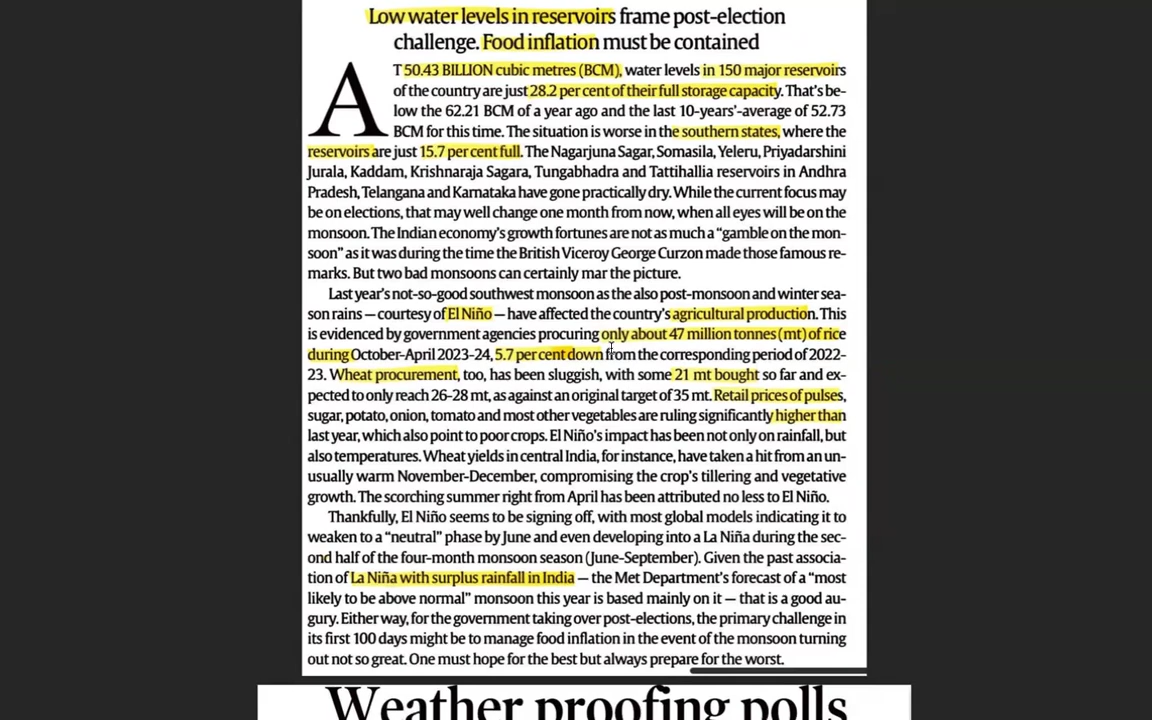 Low water levels in reservoirs frame post-election
challenge. Food inflation must be contained
AT 50.43 BILLION cubic metres (BCM), water levels in 150 major reservoirs
of the country are just 28.2 per cent of their full storage capacity. That's be-
low the 62.21 BCM of a year ago and the last 10-years'-average of 52.73
BCM for this time. The situation is worse in the southern states, where the
reservoirs are just 15.7 per cent full. The Nagarjuna Sagar, Somasila, Yeleru, Priyadarshini
Jurala, Kaddam, Krishnaraja Sagara, Tungabhadra and Tattihallia reservoirs in Andhra
Pradesh, Telangana and Karnataka have gone practically dry. While the current focus may
be on elections, that may well change one month from now, when all eyes will be on the
monsoon. The Indian economy's growth fortunes are not as much a “gamble on the mon-
soon” as it was during the time the British Viceroy George Curzon made those famous re-
marks. But two bad monsoons can certainly mar the picture.
Last year's not-so-good southwest monsoon as the also post-monsoon and winter sea-
son rains — courtesy of El Niño — have affected the country's agricultural production. This
is evidenced by government agencies procuring only about 47 million tonnes (mt) of rice
during October-April 2023-24, 5.7 per cent down from the corresponding period of 2022-
23. Wheat procurement, too, has been sluggish, with some 21 mt bought so far and ex-
pected to only reach 26-28 mt, as against an original target of 35 mt. Retail prices of pulses,
sugar, potato, onion, tomato and most other vegetables are ruling significantly higher than
last year, which also point to poor crops. El Niño's impact has been not only on rainfall, but
also temperatures. Wheat yields in central India, for instance, have taken a hit from an un-
usually warm November-December, compromising the crop's tillering and vegetative
growth. The scorching summer right from April has been attributed no less to El Niño.
Thankfully, El Niño seems to be signing off, with most global models indicating it to
weaken to a “neutral” phase by June and even developing into a La Niña during the sec-
ond half of the four-month monsoon season (June-September). Given the past associa-
tion of La Niña with surplus rainfall in India — the Met Department's forecast of a “most
likely to be above normal” monsoon this year is based mainly on it — that is a good au-
gury. Either way, for the government taking over post-elections, the primary challenge in
its first 100 days might be to manage food inflation in the event of the monsoon turning
out not so great. One must hope for the best but always prepare for the worst.
Weather proofing polls